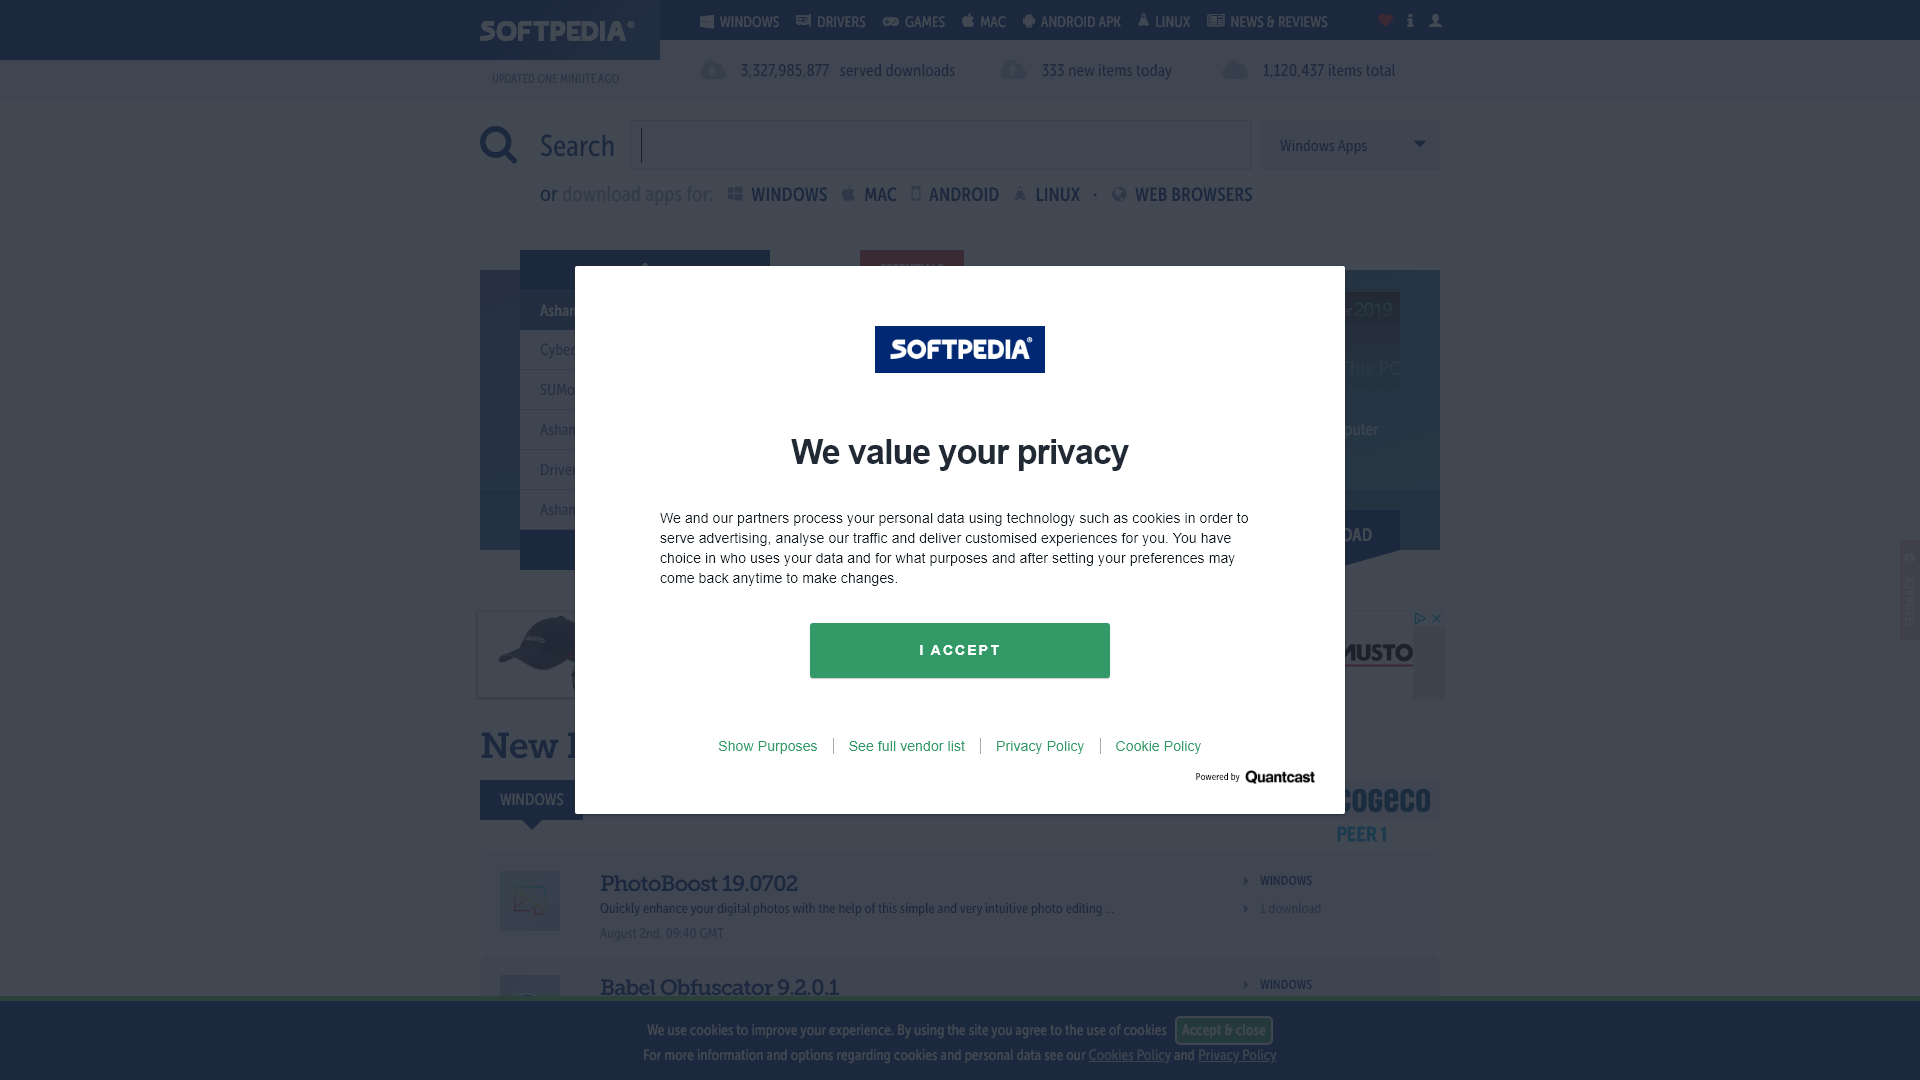 SOFTPEDIA®
WINDOWS DRIVERS GAMES MAC ANDROID APK LINUX NEWS & REVIEWS
UPDATED ONE MINUTE AGO
3,327,985,877 served downloads 333 new items today 1,120,437 items total
Search
Windows Apps
or download apps for: WINDOWS MAC ANDROID LINUX · WEB BROWSERS
2019
This PC
SOFTPEDIA®
We value your privacy
We and our partners process your personal data using technology such as cookies in order to
serve advertising, analyse our traffic and deliver customised experiences for you. You have
choice in who uses your data and for what purposes and after setting your preferences may
come back anytime to make changes.
I ACCEPT
Show Purposes See full vendor list Privacy Policy Cookie Policy
Powered by Quantcast
FEEDBACK
MUSTO
New
WINDOWS
cogeco
PEER 1
PhotoBoost 19.0702
Quickly enhance your digital photos with the help of this simple and very intuitive photo editing ...
August 2nd, 09:40 GMT
WINDOWS
1 download
Babel Obfuscator 9.2.0.1
WINDOWS
We use cookies to improve your experience. By using the site you agree to the use of cookies Accept & close
For more information and options regarding cookies and personal data see our Cookies Policy and Privacy Policy